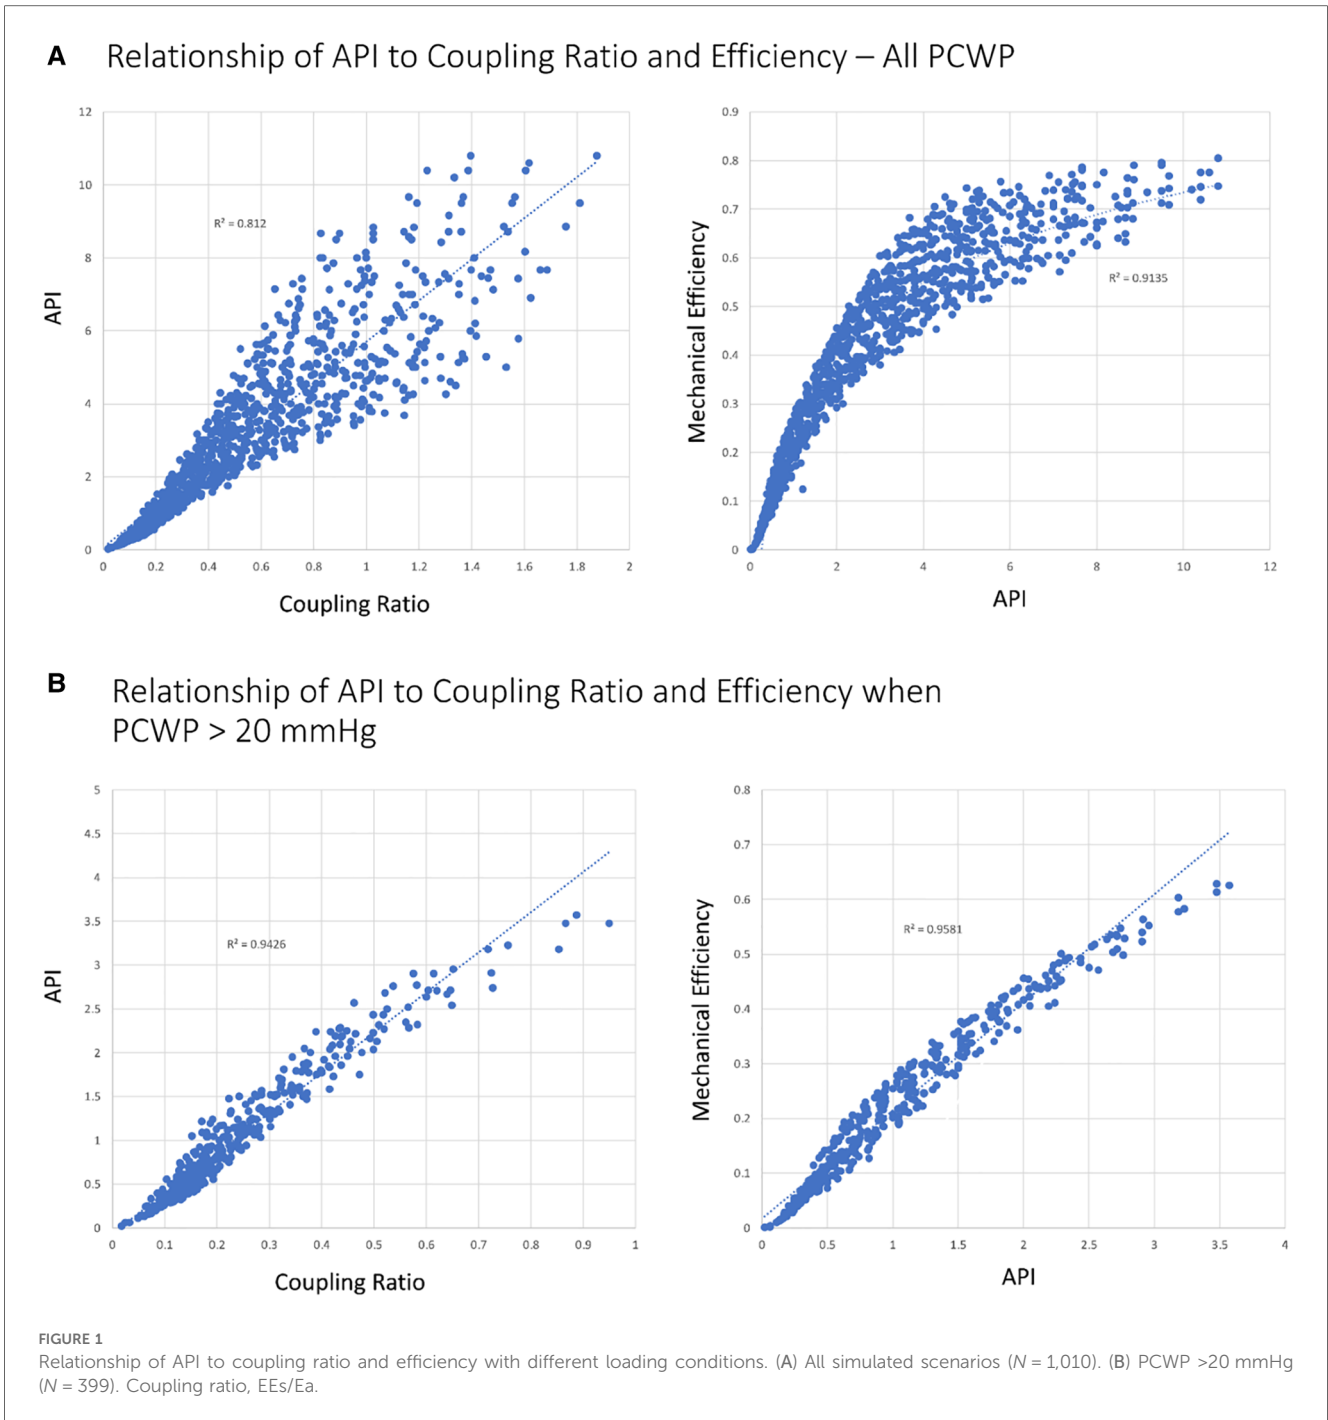 A
Relationship of API to Coupling Ratio and Efficiency – All PCWP
12
10
8
6
4
2
0
API
R² = 0.812
0 0.2 0.4 0.6 0.8 1 1.2 1.4 1.6 1.8 2
Coupling Ratio
0.9
0.8
0.7
0.6
0.5
0.4
0.3
0.2
0.1
0
Mechanical Efficiency
R² = 0.9135
0 2 4 6 8 10 12
API
B
Relationship of API to Coupling Ratio and Efficiency when
PCWP > 20 mmHg
5
4.5
4
3.5
3
2.5
2
1.5
1
0.5
0
API
R² = 0.9426
0 0.1 0.2 0.3 0.4 0.5 0.6 0.7 0.8 0.9 1
Coupling Ratio
0.8
0.7
0.6
0.5
0.4
0.3
0.2
0.1
0
Mechanical Efficiency
R² = 0.9581
0 0.5 1 1.5 2 2.5 3 3.5 4
API
FIGURE 1
Relationship of API to coupling ratio and efficiency with different loading conditions. (A) All simulated scenarios (N = 1,010). (B) PCWP >20 mmHg
(N = 399). Coupling ratio, EEs/Ea.